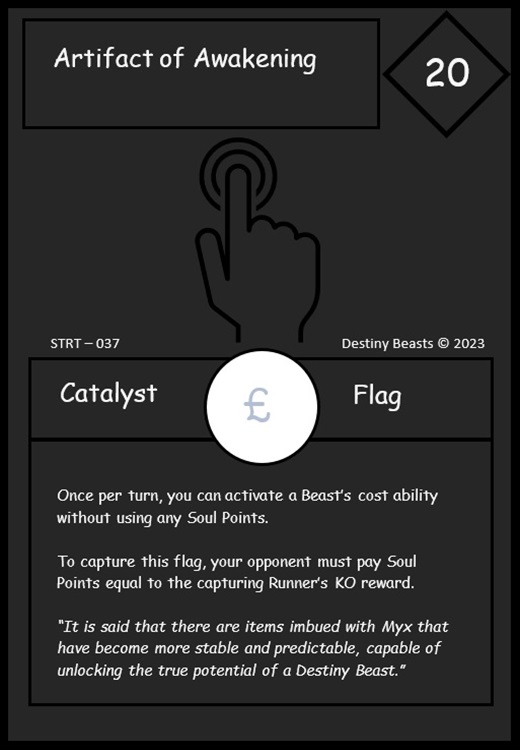 Artifact of Awakening
20
STRT – 037
Destiny Beasts © 2023
Catalyst
£
Flag
Once per turn, you can activate a Beast's cost ability
without using any Soul Points.
To capture this flag, your opponent must pay Soul
Points equal to the capturing Runner's KO reward.
"It is said that there are items imbued with Myx that
have become more stable and predictable, capable of
unlocking the true potential of a Destiny Beast."